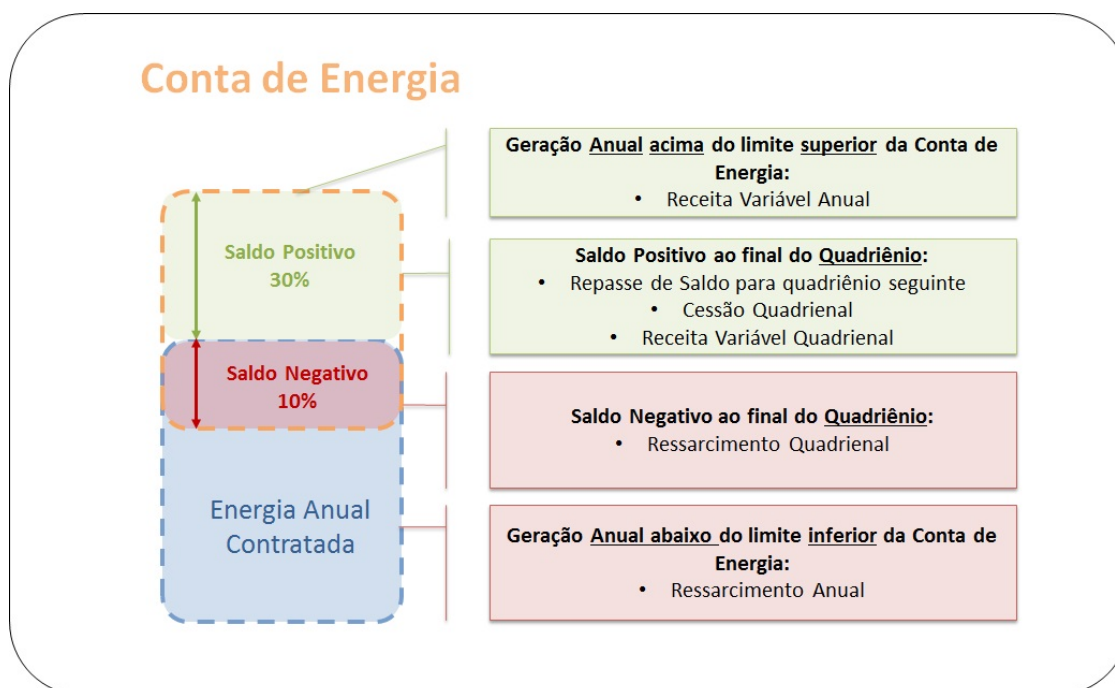 Conta de Energia
Saldo Positivo
30%
Saldo Negativo
10%
Energia Anual
Contratada
Geração Anual acima do limite superior da Conta de
Energia:
• Receita Variável Anual
Saldo Positivo ao final do Quadriênio:
• Repasse de Saldo para quadriênio seguinte
• Cessão Quadrienal
• Receita Variável Quadrienal
Saldo Negativo ao final do Quadriênio:
• Ressarcimento Quadrienal
Geração Anual abaixo do limite inferior da Conta de
Energia:
• Ressarcimento Anual